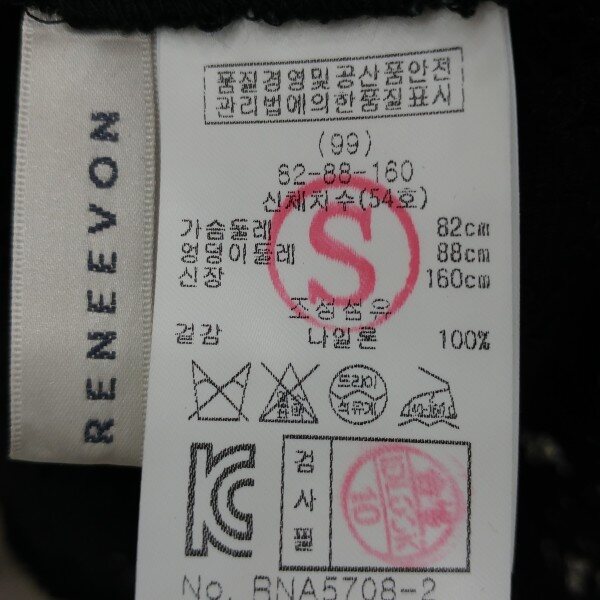 RENEEVON
품질경영및공산품안전
관리법에의한품질표시
(99)
82-88-160
신체치수(54호)
가슴둘레 82cm
엉덩이둘레 88cm
신장 160cm
S
조성섬유
겉감 나일론 100%
드라이
석유계
검
사
필
10
No. RNA5708-2